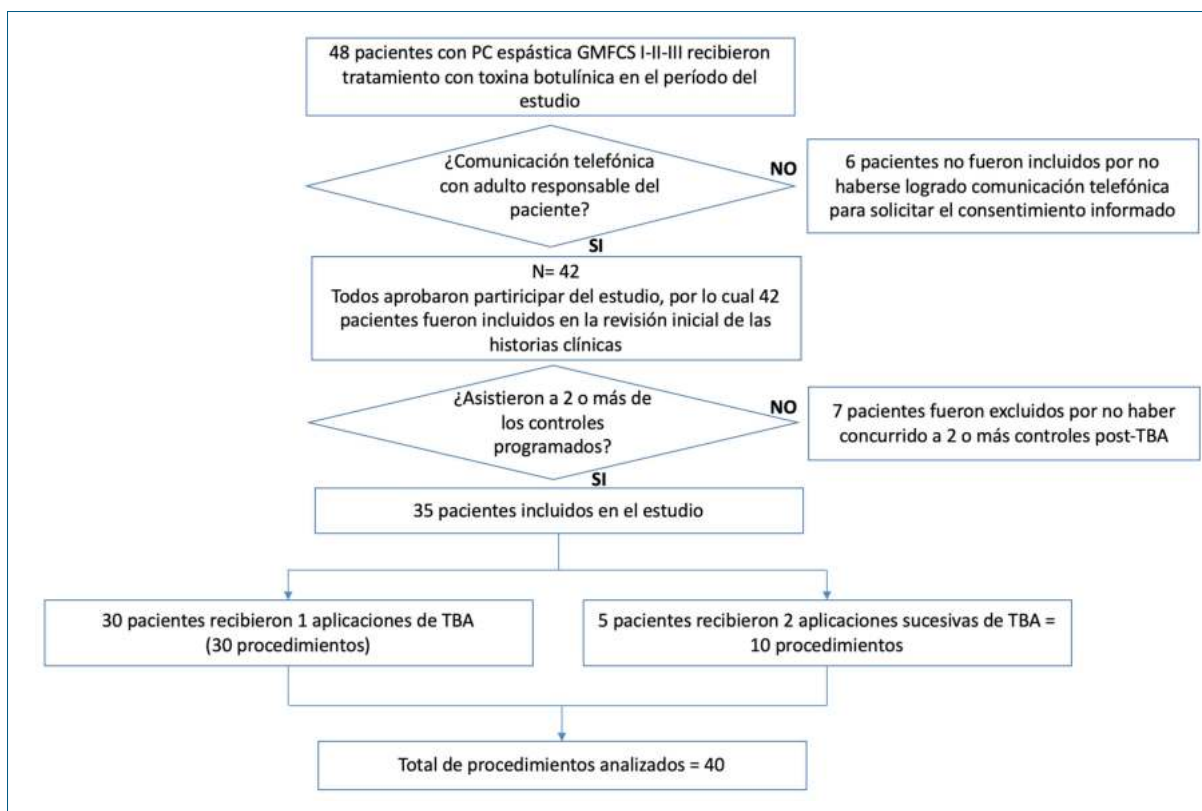 48 pacientes con PC espástica GMFCS I-II-III recibieron
tratamiento con toxina botulínica en el período del
estudio
¿Comunicación telefónica
con adulto responsable del
paciente?
NO
6 pacientes no fueron incluidos por no
haberse logrado comunicación telefónica
para solicitar el consentimiento informado
SI
N= 42
Todos aprobaron partiricipar del estudio, por lo cual 42
pacientes fueron incluidos en la revisión inicial de las
historias clínicas
¿Asistieron a 2 o más de
los controles
programados?
NO
7 pacientes fueron excluidos por no haber
concurrido a 2 o más controles post-TBA
SI
35 pacientes incluidos en el estudio
30 pacientes recibieron 1 aplicaciones de TBA
(30 procedimientos)
5 pacientes recibieron 2 aplicaciones sucesivas de TBA =
10 procedimientos
Total de procedimientos analizados = 40